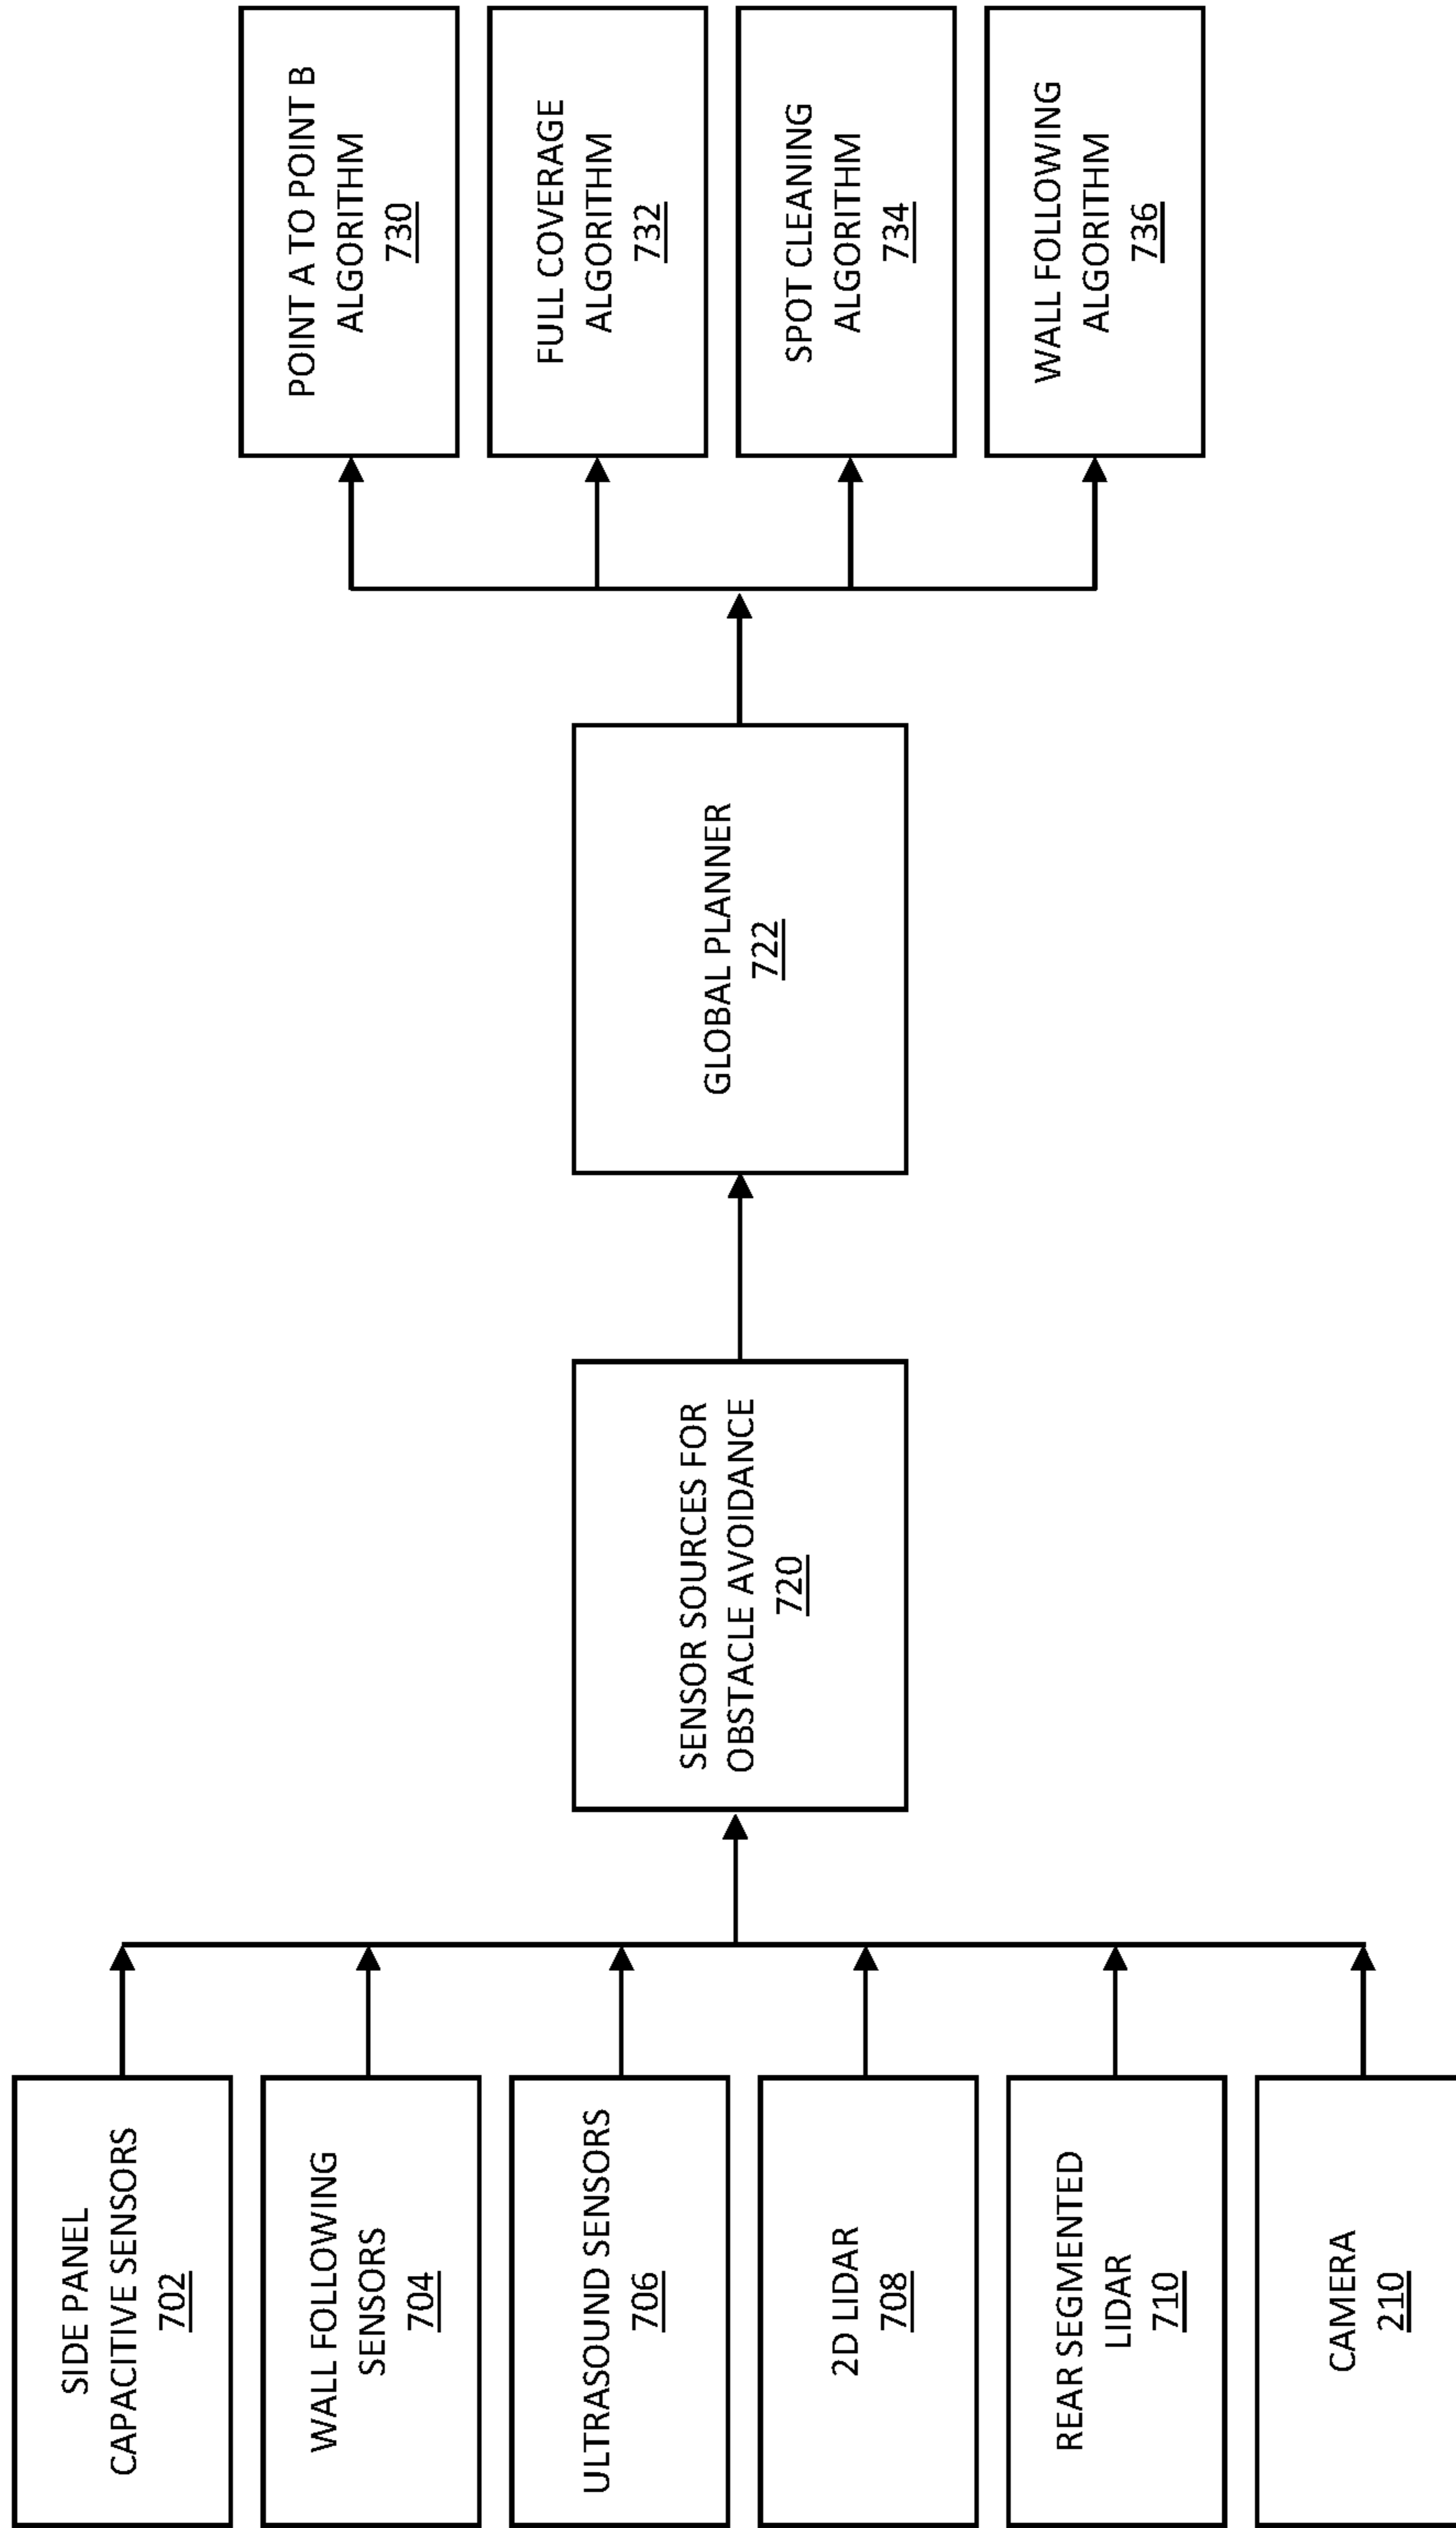 SIDE PANEL
CAPACITIVE SENSORS
702
WALL FOLLOWING
SENSORS
704
ULTRASOUND SENSORS
706
2D LIDAR
708
REAR SEGMENTED
LIDAR
710
CAMERA
210
SENSOR SOURCES FOR
OBSTACLE AVOIDANCE
720
GLOBAL PLANNER
722
POINT A TO POINT B
ALGORITHM
730
FULL COVERAGE
ALGORITHM
732
SPOT CLEANING
ALGORITHM
734
WALL FOLLOWING
ALGORITHM
736